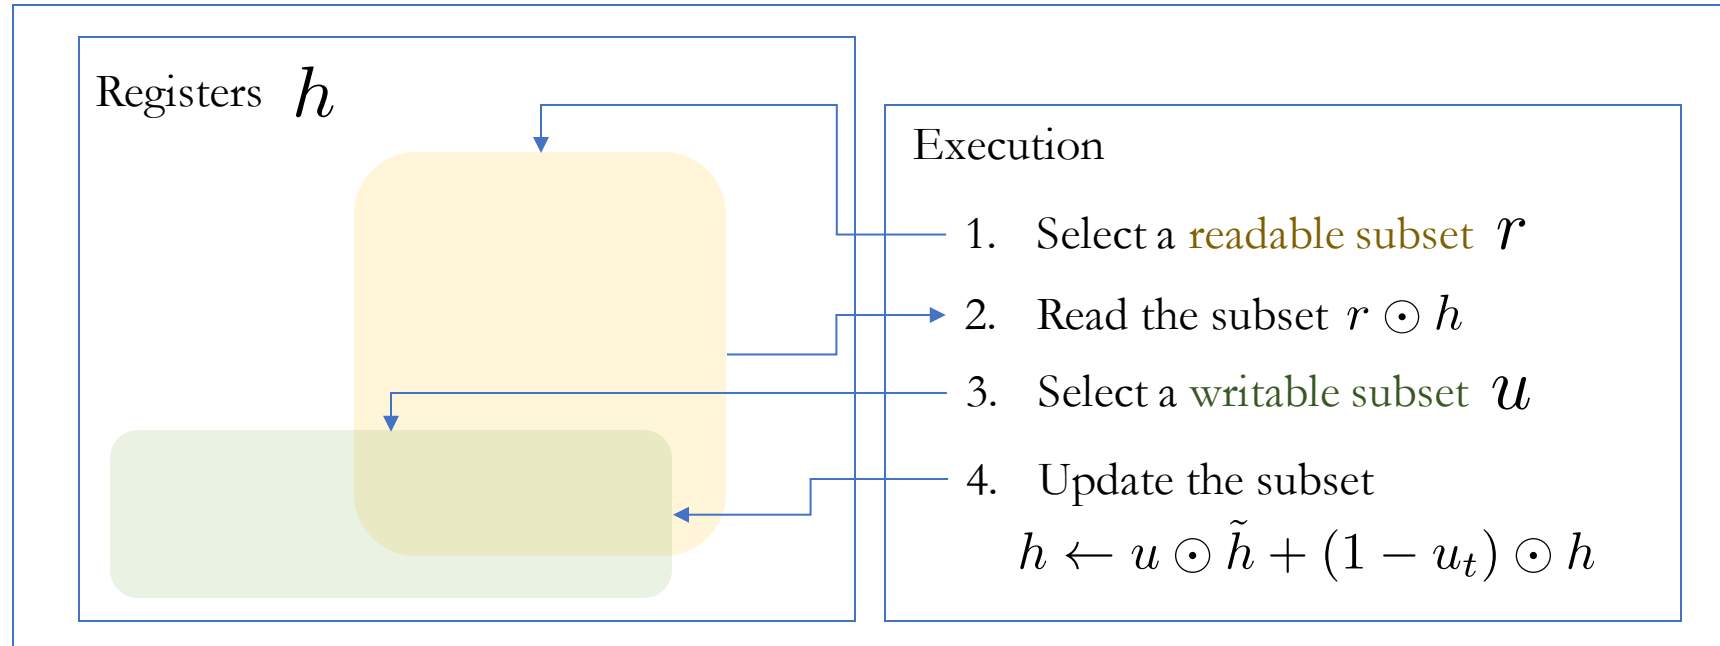 Registers h
Execution
1. Select a readable subset r
2. Read the subset r ⊙ h
3. Select a writable subset u
4. Update the subset
h ← u ⊙ h̃ + (1 − uₜ) ⊙ h